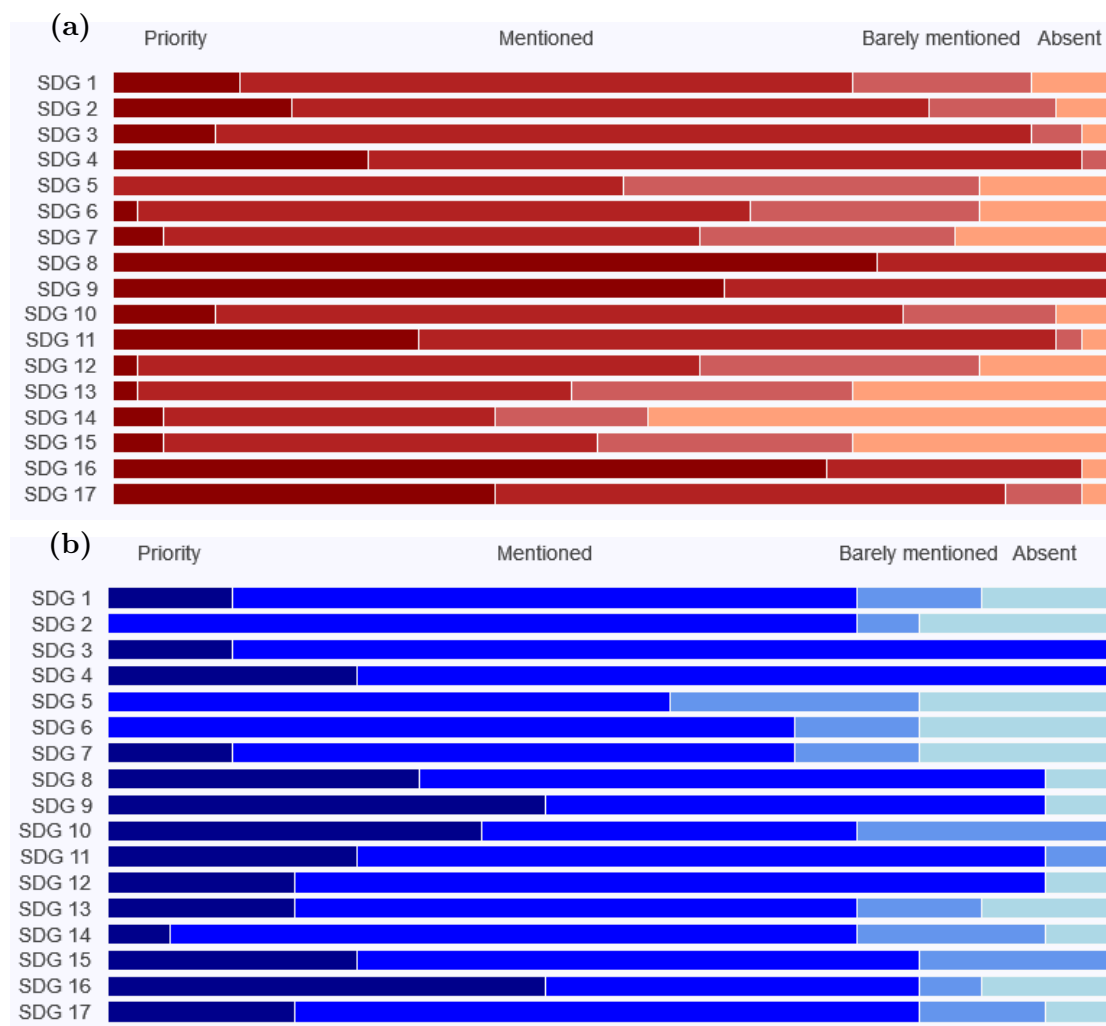 (a)
Priority Mentioned Barely mentioned Absent
SDG 1
SDG 2
SDG 3
SDG 4
SDG 5
SDG 6
SDG 7
SDG 8
SDG 9
SDG 10
SDG 11
SDG 12
SDG 13
SDG 14
SDG 15
SDG 16
SDG 17
(b)
Priority Mentioned Barely mentioned Absent
SDG 1
SDG 2
SDG 3
SDG 4
SDG 5
SDG 6
SDG 7
SDG 8
SDG 9
SDG 10
SDG 11
SDG 12
SDG 13
SDG 14
SDG 15
SDG 16
SDG 17